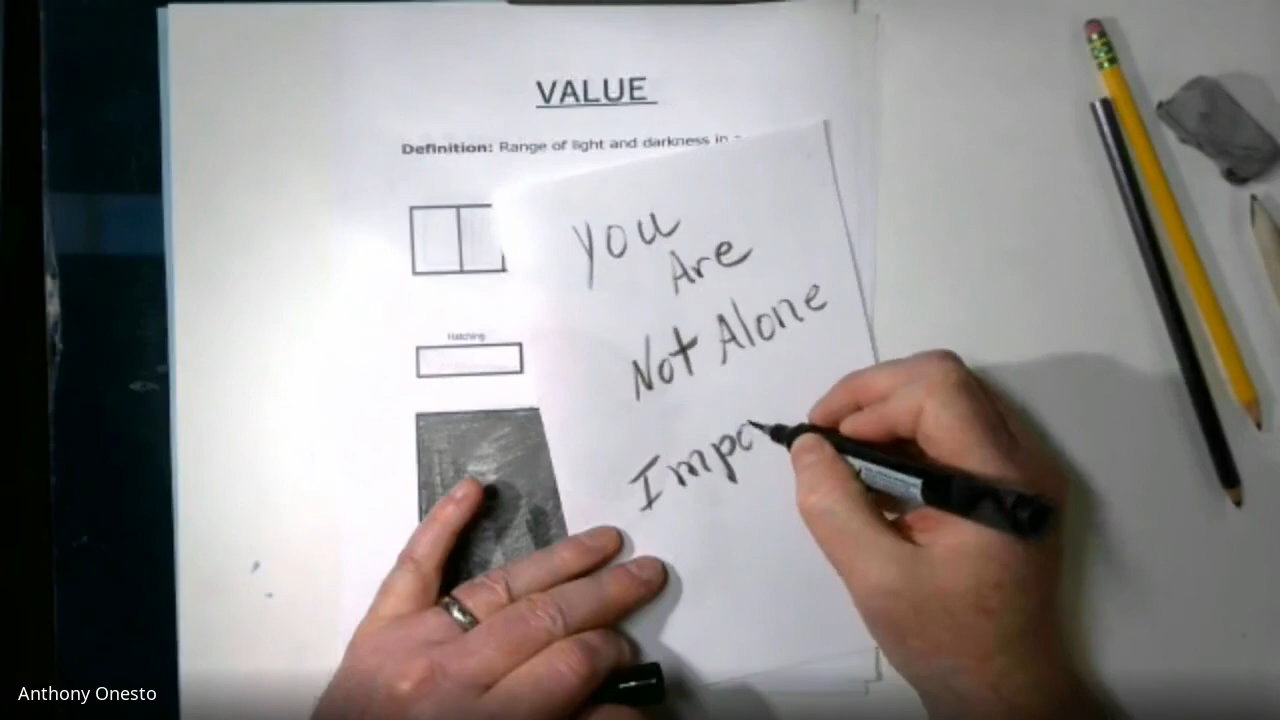 VALUE
Definition: Range of light and darkness in a
you
Are
Not Alone
Hatching
Impo
Anthony Onesto